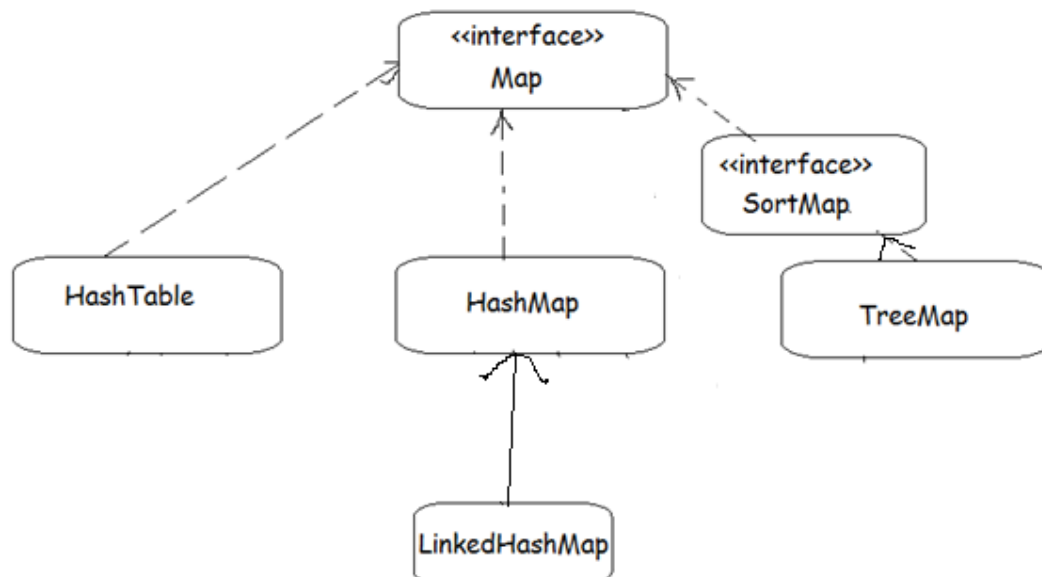 <<interface>>
Map
<<interface>>
SortMap
HashTable
HashMap
TreeMap
LinkedHashMap